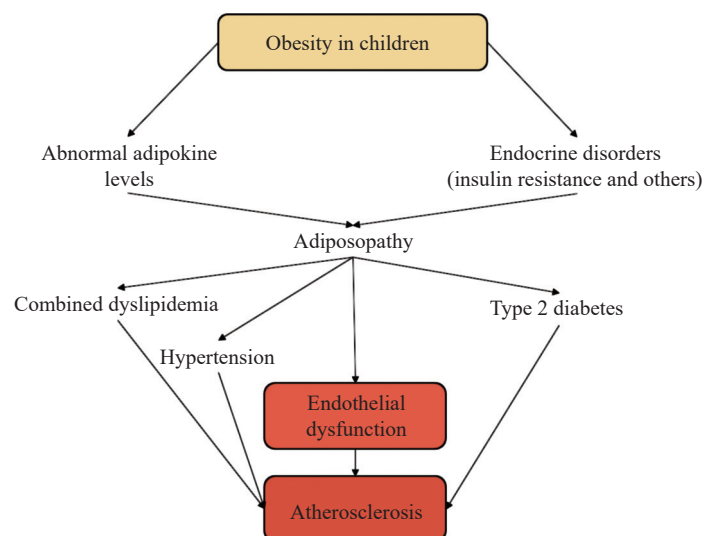 Obesity in children
Abnormal adipokine
levels
Endocrine disorders
(insulin resistance and others)
Adiposopathy
Combined dyslipidemia
Type 2 diabetes
Hypertension
Endothelial
dysfunction
Atherosclerosis